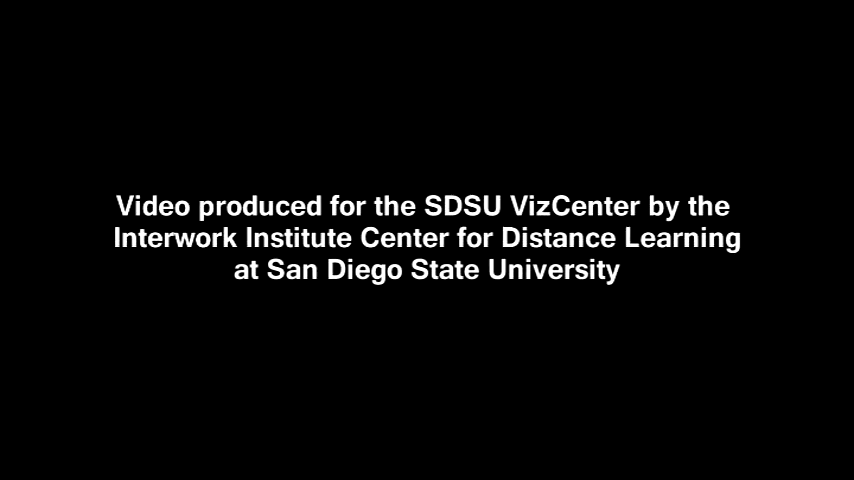 Video produced for the SDSU VizCenter by the
Interwork Institute Center for Distance Learning
at San Diego State University